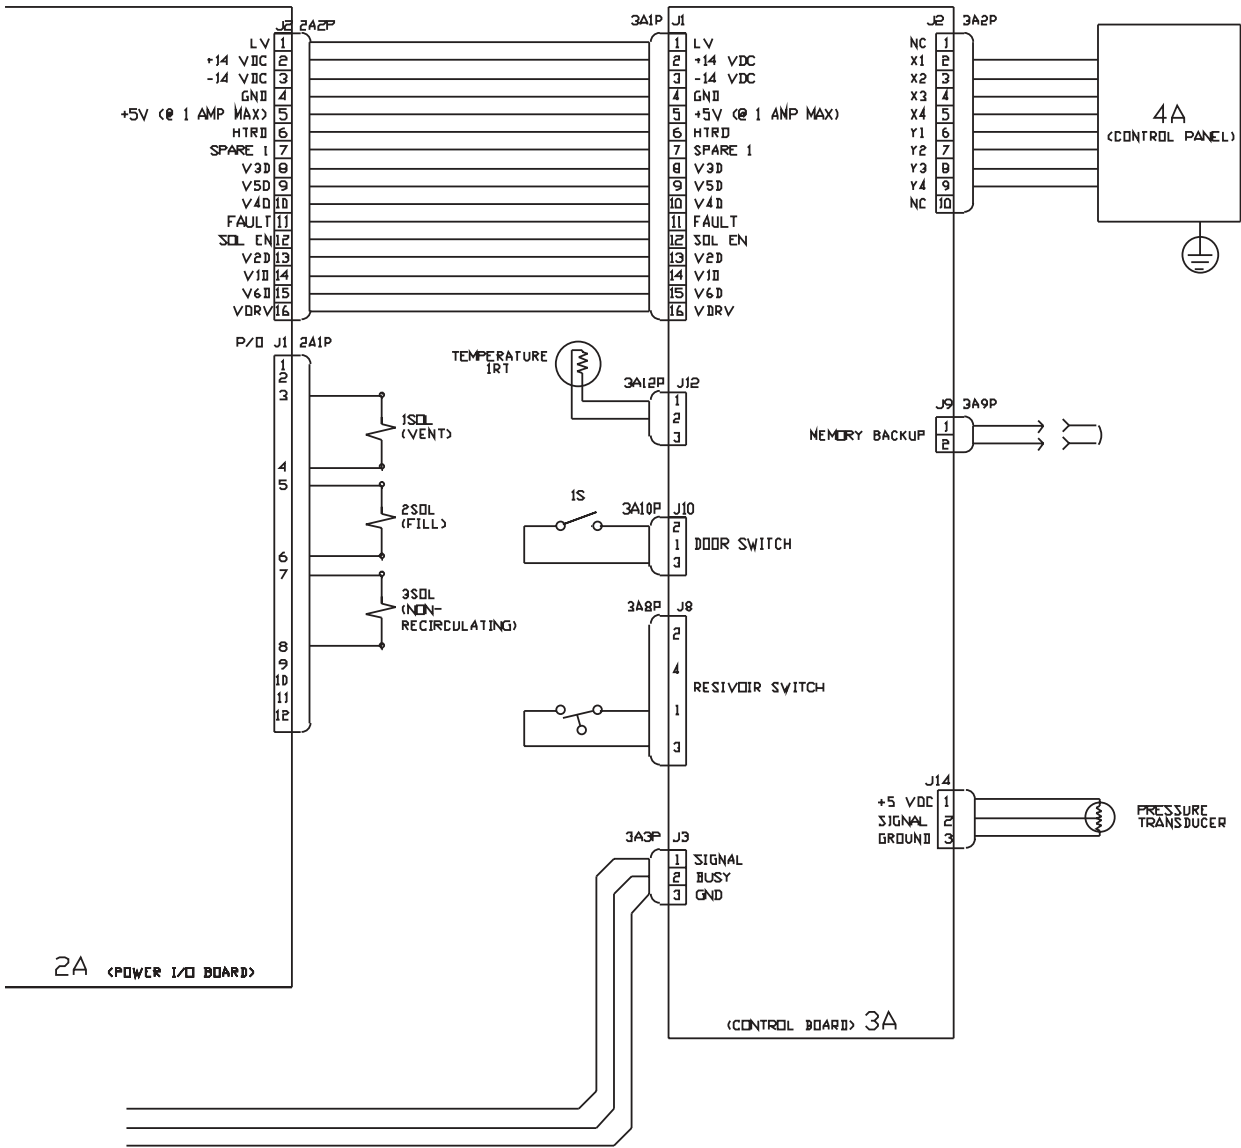 J2 2A2P
LV 1
+14 VDC 2
-14 VDC 3
GND 4
+5V (@ 1 AMP MAX) 5
HTRD 6
SPARE 1 7
V3D 8
V5D 9
V4D 10
FAULT 11
SOL EN 12
V2D 13
V1D 14
V6D 15
VDRV 16
P/O J1 2A1P
1
2
3
4
5
6
7
8
9
10
11
12
1SOL
(VENT)
2SOL
(FILL)
3SOL
(NON-
RECIRCULATING)
2A (POWER I/O BOARD)
3A1P J1
1 LV
2 +14 VDC
3 -14 VDC
4 GND
5 +5V (@ 1 AMP MAX)
6 HTRD
7 SPARE 1
8 V3D
9 V5D
10 V4D
11 FAULT
12 SOL EN
13 V2D
14 V1D
15 V6D
16 VDRV
TEMPERATURE
1RT
3A12P J12
1
2
3
1S
3A10P J10
2
1 DOOR SWITCH
3
3A8P J8
2
4
RESIVOIR SWITCH
1
3
3A3P J3
1 SIGNAL
2 BUSY
3 GND
(CONTROL BOARD) 3A
J2 3A2P
NC 1
X1 2
X2 3
X3 4
X4 5
Y1 6
Y2 7
Y3 8
Y4 9
NC 10
4A
(CONTROL PANEL)
J9 3A9P
MEMORY BACKUP 1
2
J14
+5 VDC 1
SIGNAL 2
GROUND 3
PRESSURE
TRANSDUCER